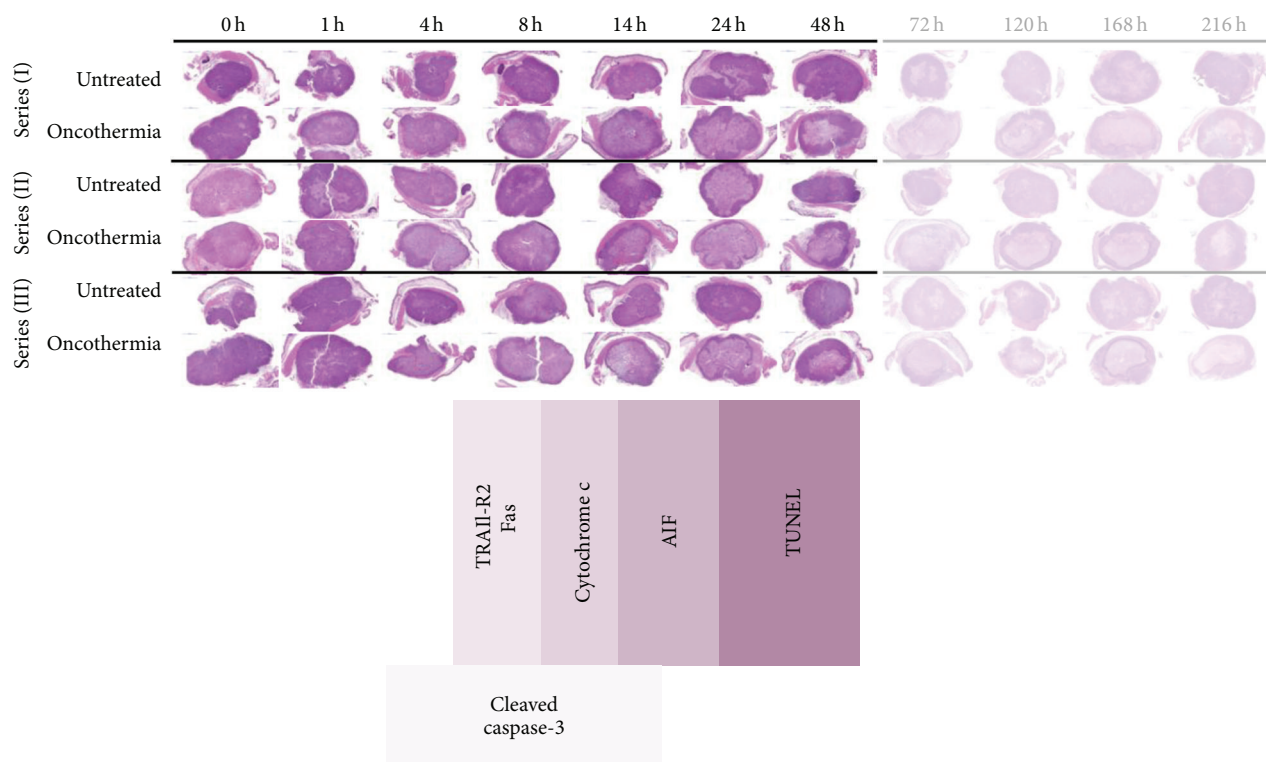 0 h 1 h 4 h 8 h 14 h 24 h 48 h 72 h 120 h 168 h 216 h
Series (I)
Untreated
Oncothermia
Series (II)
Untreated
Oncothermia
Series (III)
Untreated
Oncothermia
TRAIl-R2
Fas
Cytochrome c
AIF
TUNEL
Cleaved
caspase-3